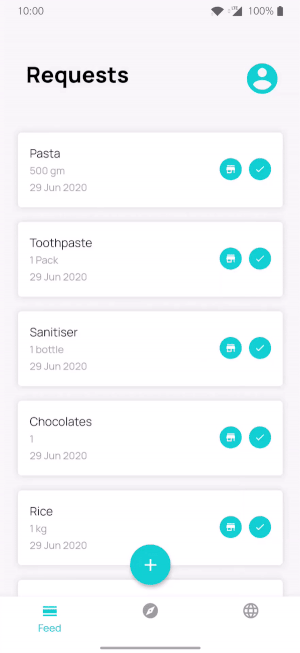 10:00
LTE 100%
Requests
Pasta
500 gm
29 Jun 2020
Toothpaste
1 Pack
29 Jun 2020
Sanitiser
1 bottle
29 Jun 2020
Chocolates
1
29 Jun 2020
Rice
1 kg
29 Jun 2020
Feed